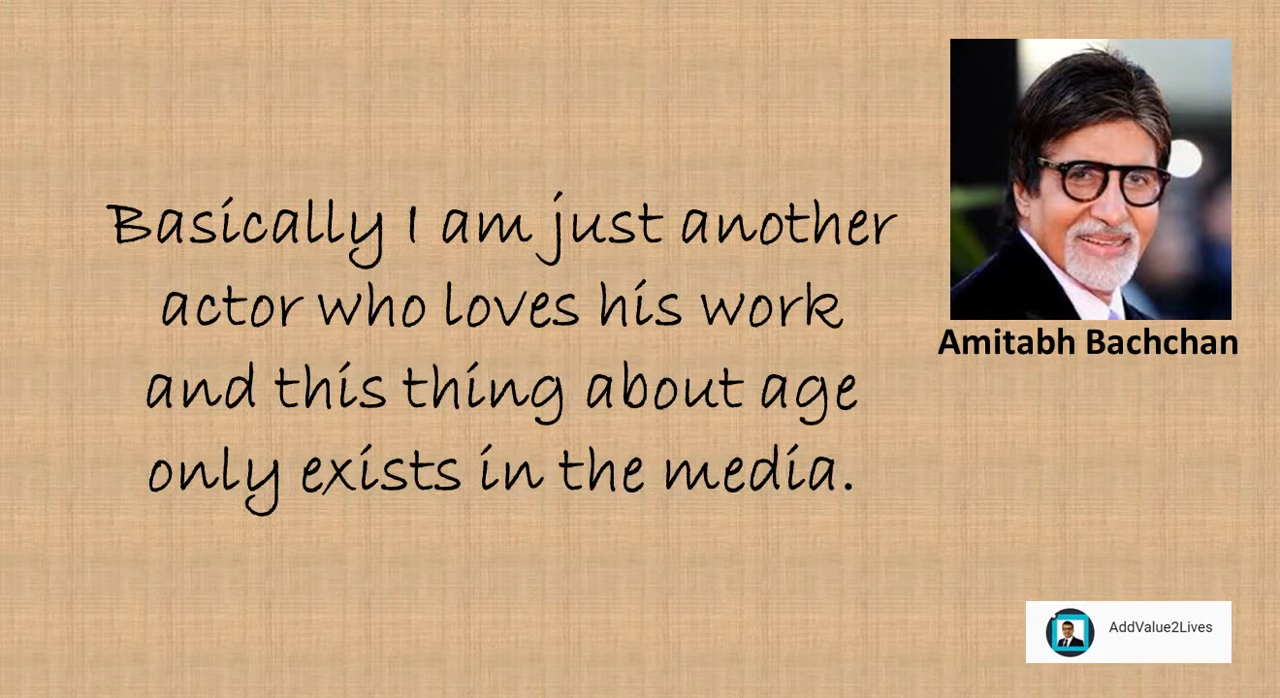 Basically I am just another
actor who loves his work
and this thing about age
only exists in the media.
Amitabh Bachchan
AddValue2Lives